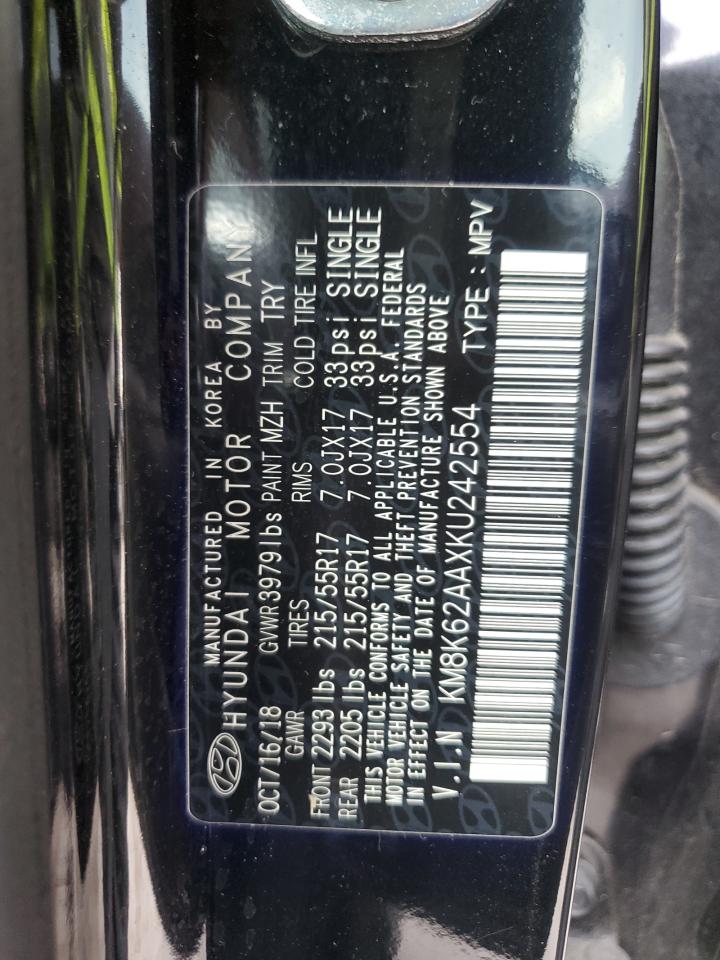 MANUFACTURED IN KOREA BY
HYUNDAI MOTOR COMPANY
OCT/16/18 GVWR 3979 lbs PAINT MZH TRIM TRY
GAWR TIRES RIMS COLD TIRE INFL
FRONT 2293 lbs 215/55R17 7.0JX17 33psi SINGLE
REAR 2205 lbs 215/55R17 7.0JX17 33psi SINGLE
THIS VEHICLE CONFORMS TO ALL APPLICABLE U.S.A. FEDERAL
MOTOR VEHICLE SAFETY AND THEFT PREVENTION STANDARDS
IN EFFECT ON THE DATE OF MANUFACTURE SHOWN ABOVE
V.I.N KM8K62AAXKU242554 TYPE : MPV